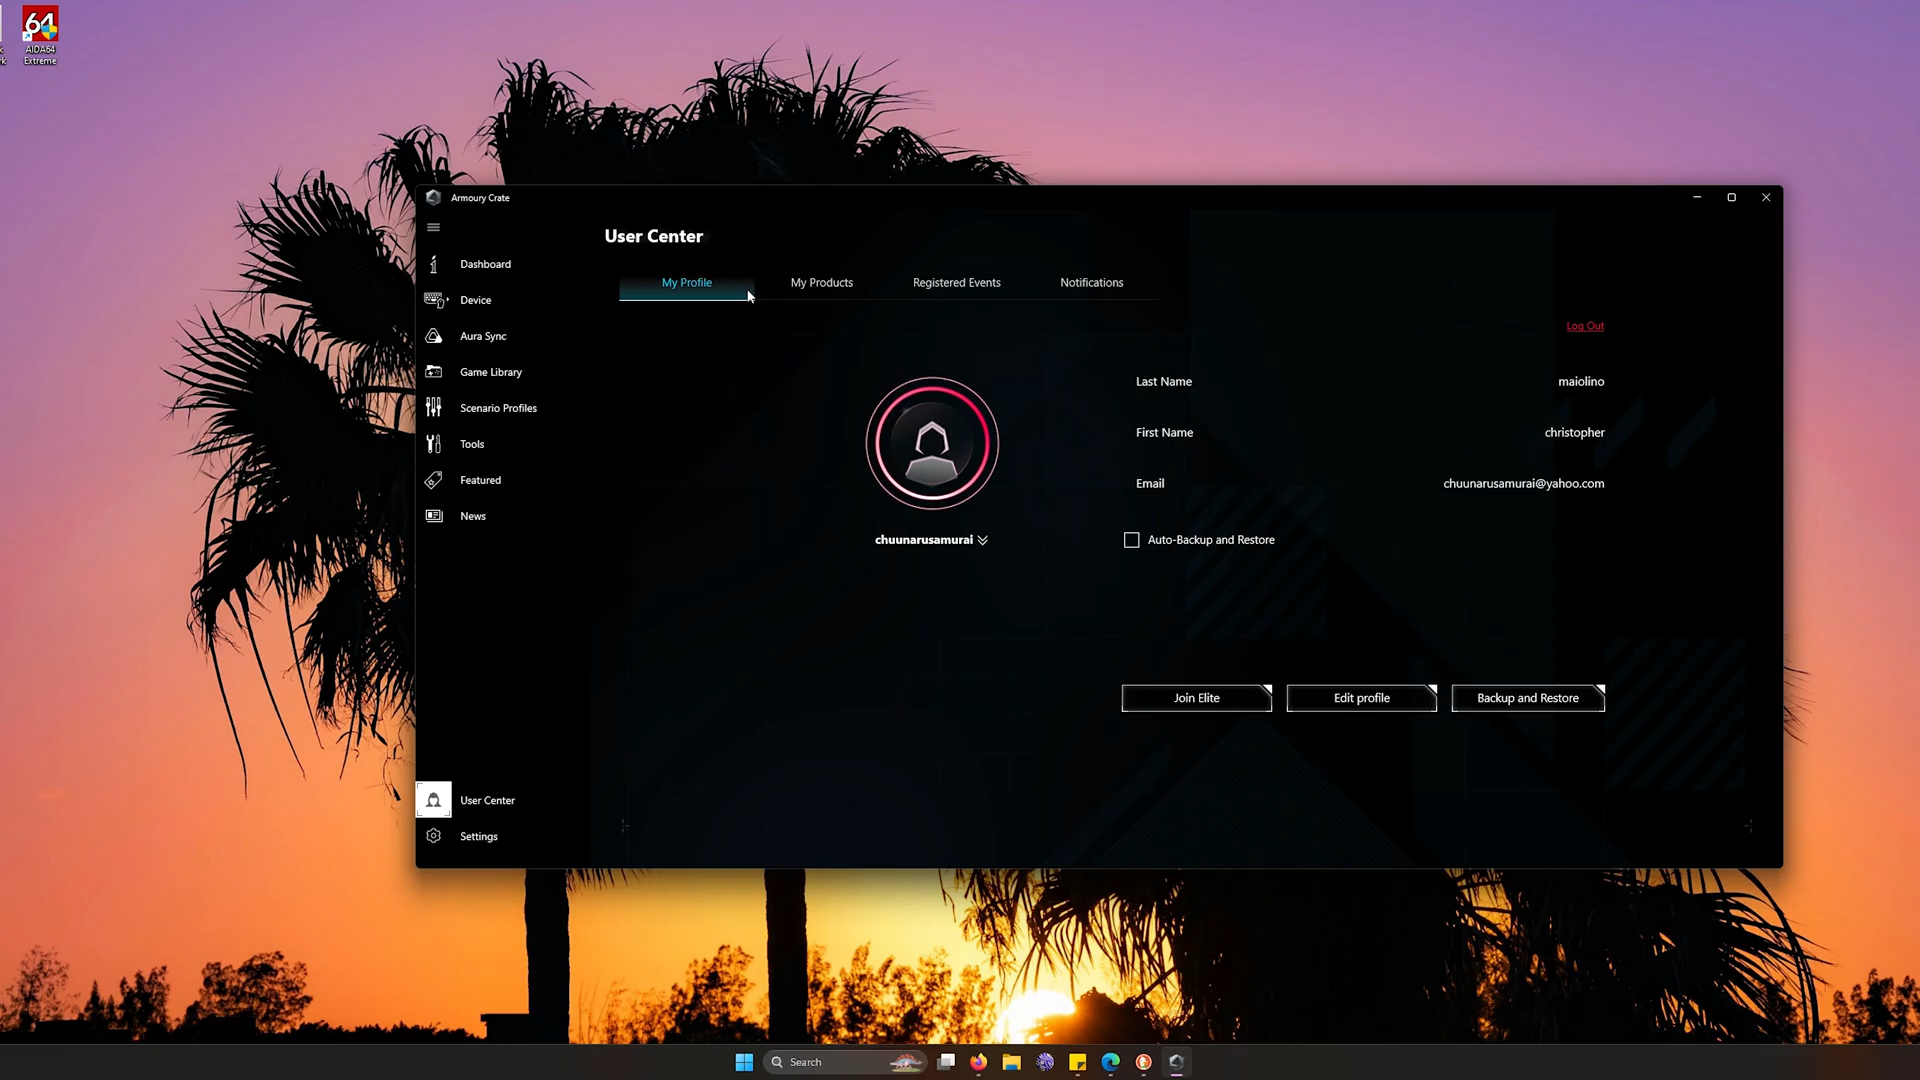 64
AIDA64
Extreme
Armoury Crate
User Center
My Profile
My Products
Registered Events
Notifications
Log Out
Dashboard
Device
Aura Sync
Game Library
Scenario Profiles
Tools
Featured
News
User Center
Settings
chuunarusamurai
Last Name
maiolino
First Name
christopher
Email
chuunarusamurai@yahoo.com
Auto-Backup and Restore
Join Elite
Edit profile
Backup and Restore
Search